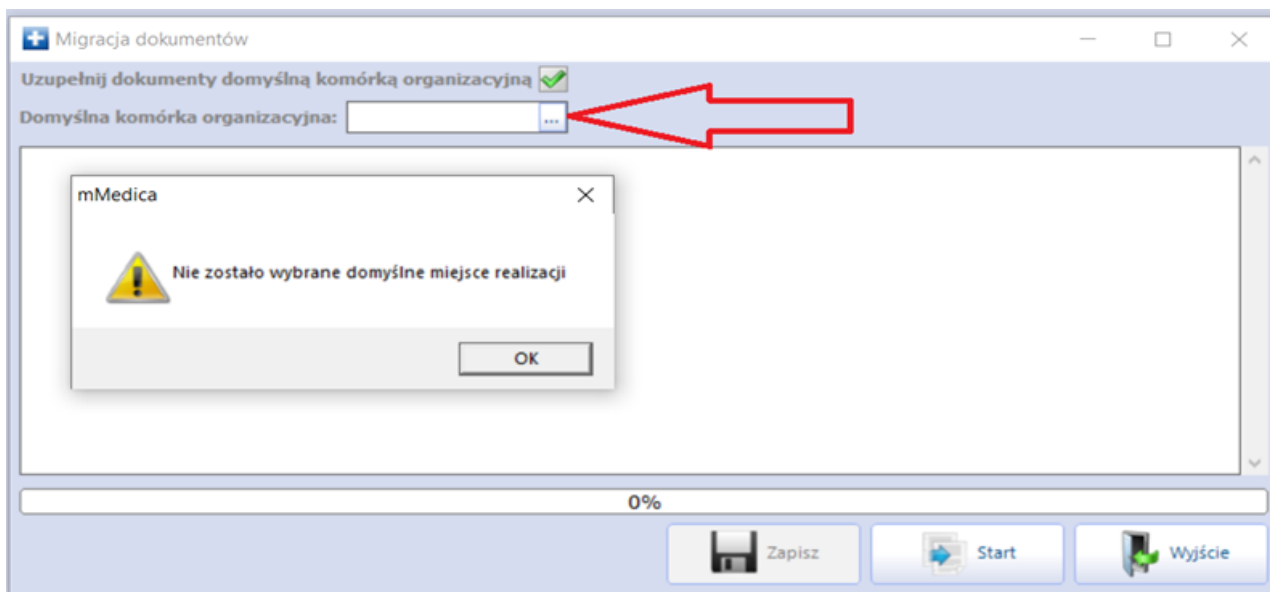 Migracja dokumentów
Uzupełnij dokumenty domyślną komórką organizacyjną
Domyślna komórka organizacyjna: ...
mMedica
Nie zostało wybrane domyślne miejsce realizacji
OK
0%
Zapisz Start Wyjście